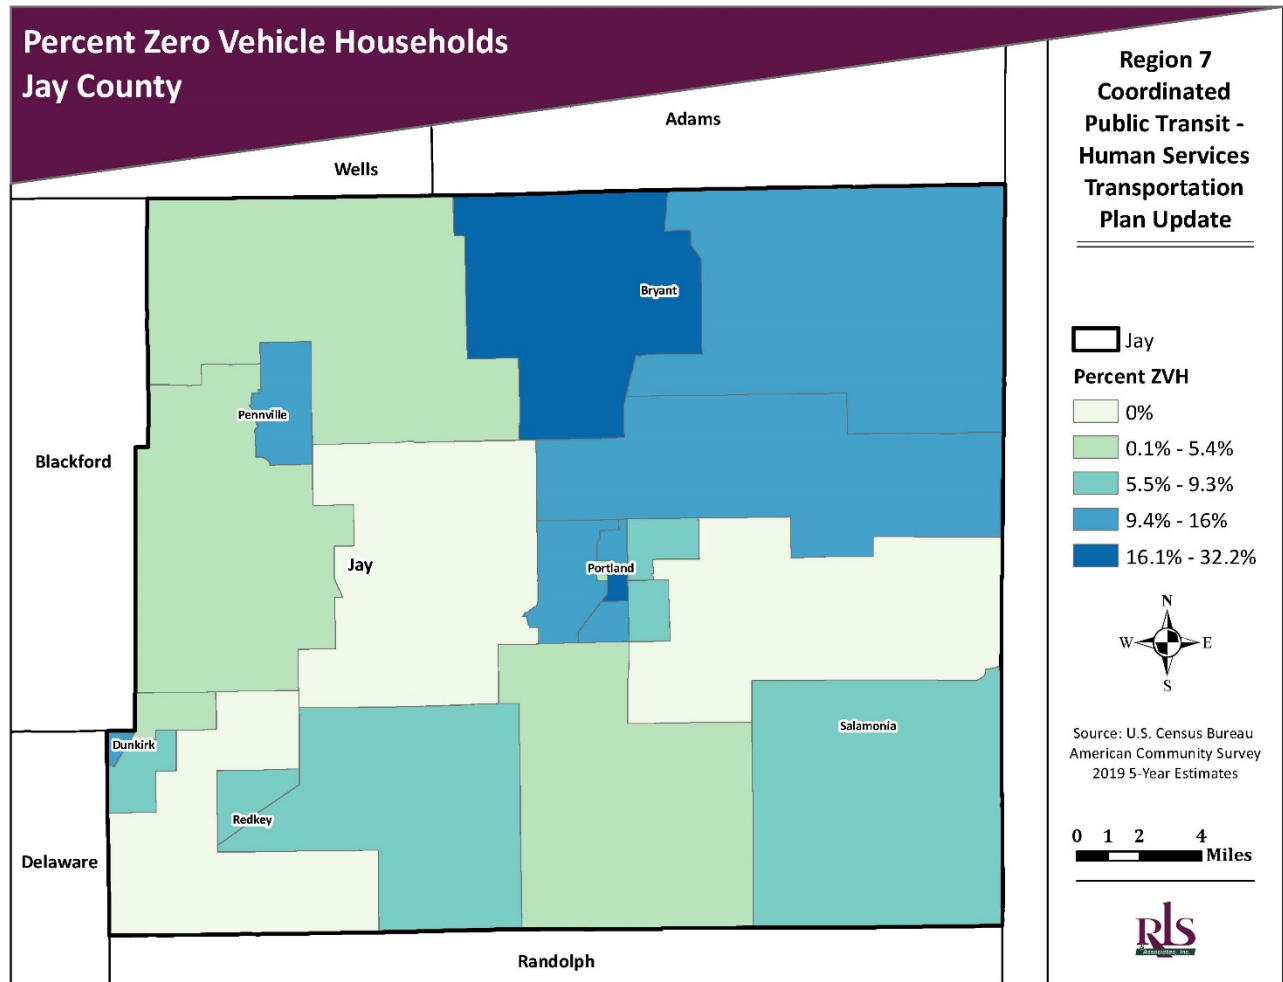 Percent Zero Vehicle Households
Jay County
Adams
Wells
Bryant
Pennville
Blackford
Jay
Portland
Salamonia
Dunkirk
Redkey
Delaware
Randolph
Region 7
Coordinated
Public Transit -
Human Services
Transportation
Plan Update
Jay
Percent ZVH
0%
0.1% - 5.4%
5.5% - 9.3%
9.4% - 16%
16.1% - 32.2%
N
W E
S
Source: U.S. Census Bureau
American Community Survey
2019 5-Year Estimates
0 1 2 4
Miles
RLS
& Associates, Inc.